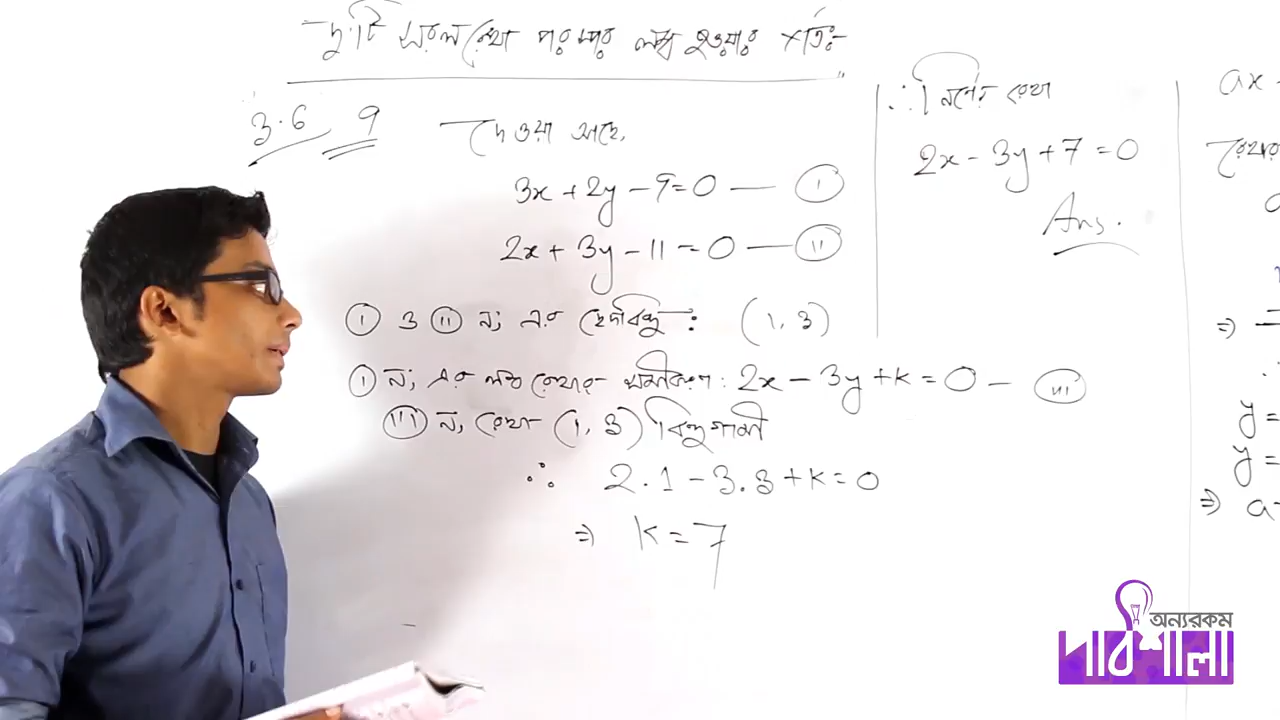 দুটি সরলরেখা পরস্পর লম্ব হওয়ার শর্তঃ
3.6 9
দেওয়া আছে,
3x + 2y - 9 = 0 — (i)
2x + 3y - 11 = 0 — (ii)
(i) ও (ii) নং এর ছেদবিন্দু : (1, 3)
(i) নং এর লম্ব রেখার সমীকরণ : 2x - 3y + k = 0 — (iii)
(iii) নং রেখা (1, 3) বিন্দুগামী
∴ 2.1 - 3.3 + k = 0
⇒ k = 7
∴ নির্ণেয় রেখা
2x - 3y + 7 = 0
Ans.
ax -
রেখার
⇒
y =
y =
⇒ a =
অন্যরকম
পাঠশালা